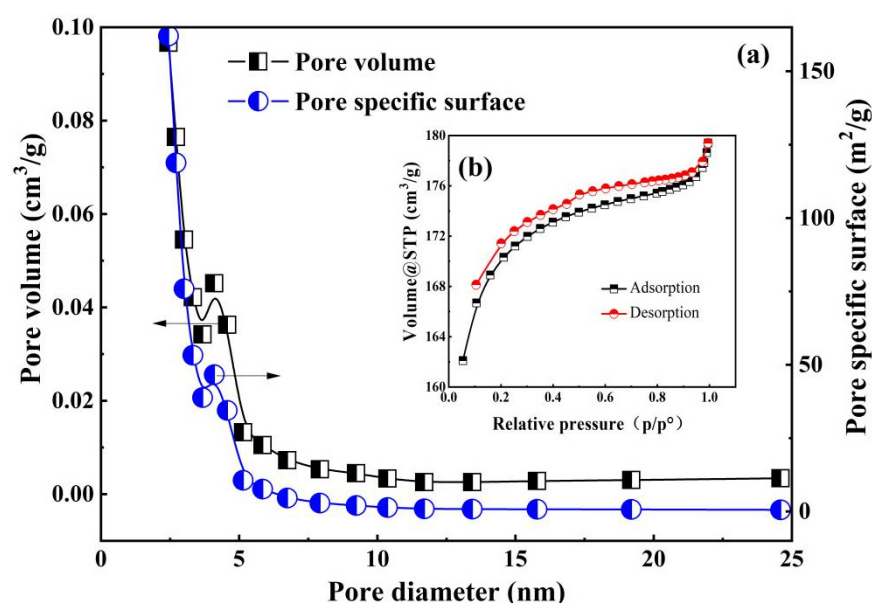 (a)
Pore volume
Pore specific surface
0.10
0.08
0.06
0.04
0.02
0.00
Pore volume (cm³/g)
150
100
50
0
Pore specific surface (m²/g)
0
5
10
15
20
25
Pore diameter (nm)
(b)
180
176
172
168
164
160
Volume@STP (cm³/g)
Adsorption
Desorption
0.0
0.2
0.4
0.6
0.8
1.0
Relative pressure（p/p°）